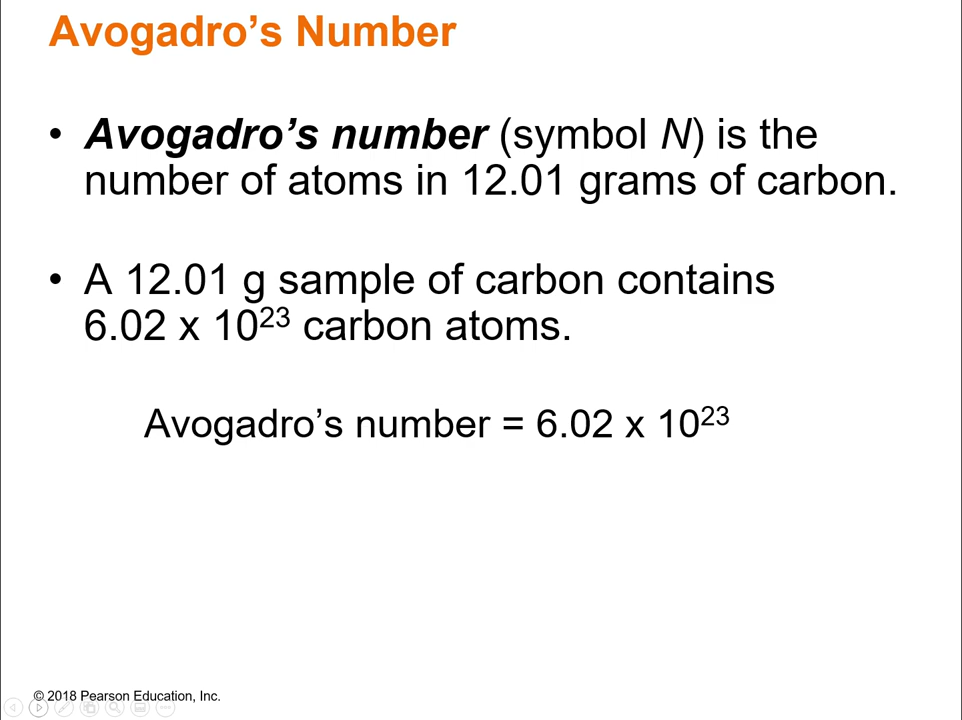 Avogadro’s Number
• Avogadro’s number (symbol N) is the
number of atoms in 12.01 grams of carbon.
• A 12.01 g sample of carbon contains
6.02 x 10²³ carbon atoms.
Avogadro’s number = 6.02 x 10²³
© 2018 Pearson Education, Inc.